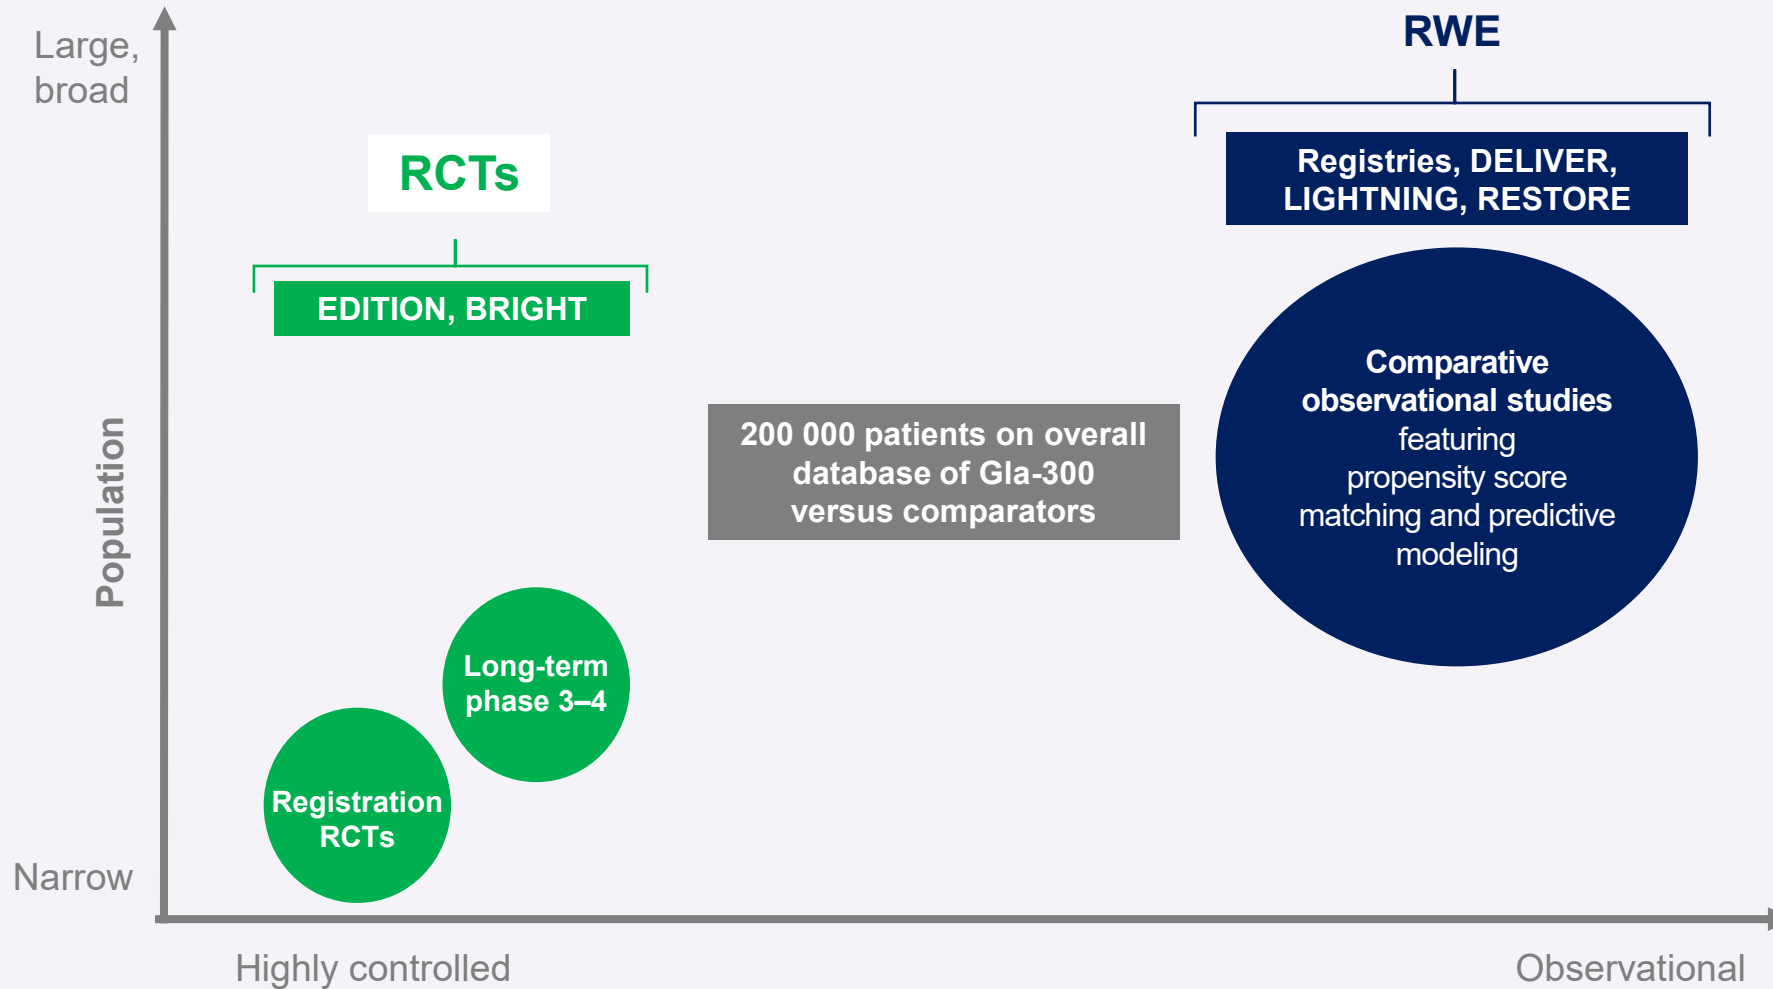 Large,
broad
RWE
RCTs
Registries, DELIVER,
LIGHTNING, RESTORE
EDITION, BRIGHT
Comparative
observational studies
featuring
propensity score
matching and predictive
modeling
200 000 patients on overall
database of Gla-300
versus comparators
Population
Long-term
phase 3–4
Registration
RCTs
Narrow
Highly controlled
Observational